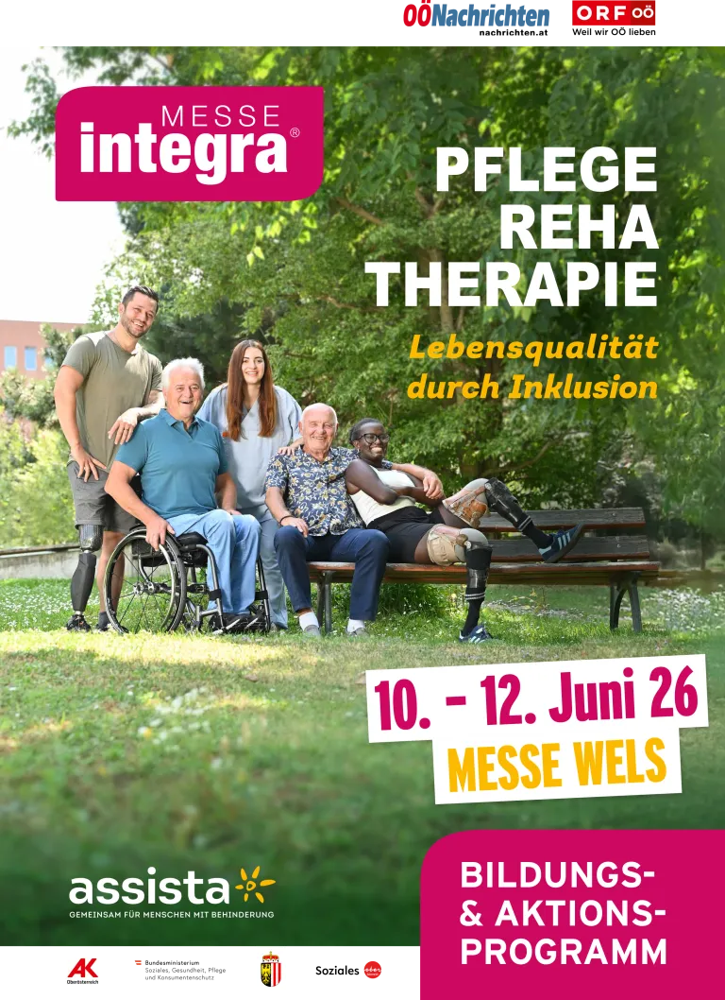 OÖNachrichten
nachrichten.at
ORF OÖ
Weil wir OÖ lieben
MESSE
integra®
PFLEGE
REHA
THERAPIE
Lebensqualität
durch Inklusion
10. - 12. Juni 26
MESSE WELS
assista
GEMEINSAM FÜR MENSCHEN MIT BEHINDERUNG
BILDUNGS-
& AKTIONS-
PROGRAMM
AK
Oberösterreich
Bundesministerium
Soziales, Gesundheit, Pflege
und Konsumentenschutz
Soziales